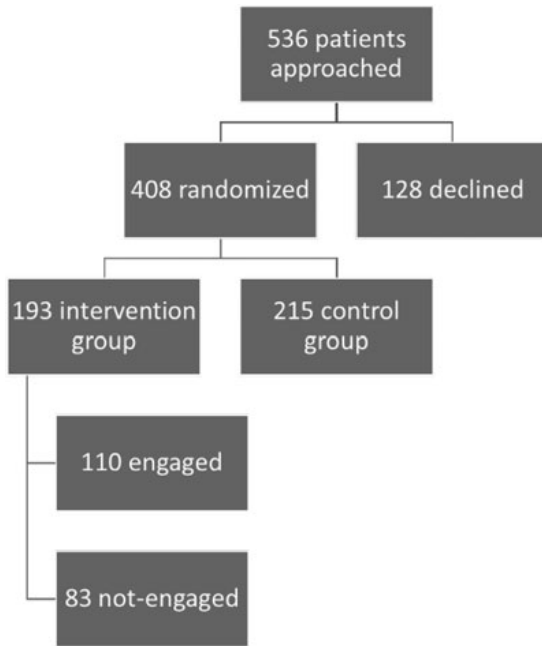 536 patients
approached
408 randomized
128 declined
193 intervention
group
215 control
group
110 engaged
83 not-engaged